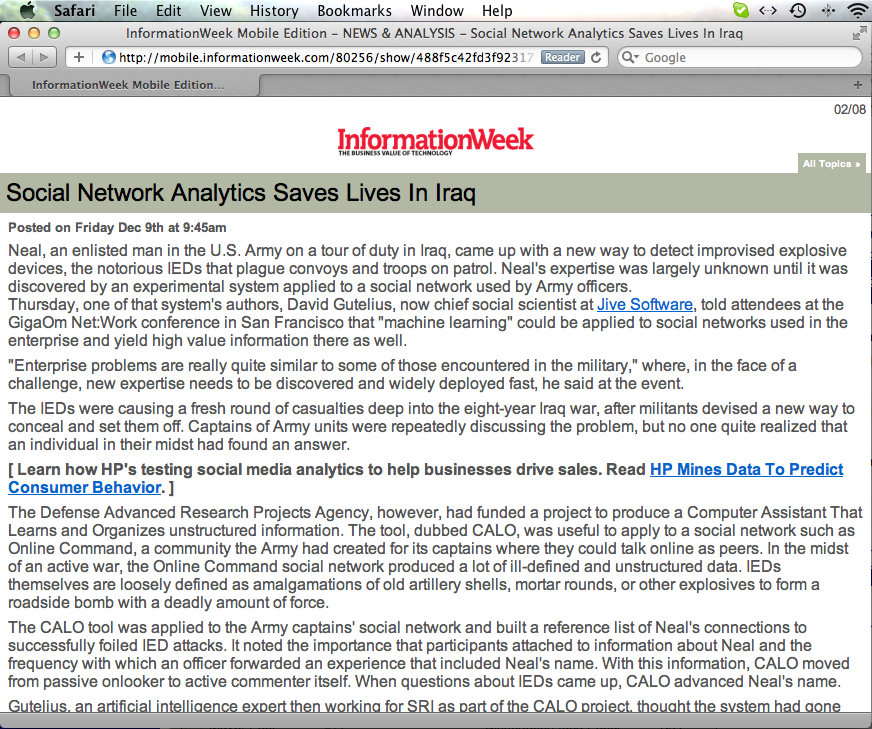 Safari File Edit View History Bookmarks Window Help
InformationWeek Mobile Edition – NEWS & ANALYSIS – Social Network Analytics Saves Lives In Iraq
http://mobile.informationweek.com/80256/show/488f5c42fd3f92317 Reader Google
InformationWeek Mobile Edition...
02/08
InformationWeek
THE BUSINESS VALUE OF TECHNOLOGY
All Topics »
Social Network Analytics Saves Lives In Iraq
Posted on Friday Dec 9th at 9:45am
Neal, an enlisted man in the U.S. Army on a tour of duty in Iraq, came up with a new way to detect improvised explosive
devices, the notorious IEDs that plague convoys and troops on patrol. Neal's expertise was largely unknown until it was
discovered by an experimental system applied to a social network used by Army officers.
Thursday, one of that system's authors, David Gutelius, now chief social scientist at Jive Software, told attendees at the
GigaOm Net:Work conference in San Francisco that "machine learning" could be applied to social networks used in the
enterprise and yield high value information there as well.
"Enterprise problems are really quite similar to some of those encountered in the military," where, in the face of a
challenge, new expertise needs to be discovered and widely deployed fast, he said at the event.
The IEDs were causing a fresh round of casualties deep into the eight-year Iraq war, after militants devised a new way to
conceal and set them off. Captains of Army units were repeatedly discussing the problem, but no one quite realized that
an individual in their midst had found an answer.
[ Learn how HP's testing social media analytics to help businesses drive sales. Read HP Mines Data To Predict
Consumer Behavior. ]
The Defense Advanced Research Projects Agency, however, had funded a project to produce a Computer Assistant That
Learns and Organizes unstructured information. The tool, dubbed CALO, was useful to apply to a social network such as
Online Command, a community the Army had created for its captains where they could talk online as peers. In the midst
of an active war, the Online Command social network produced a lot of ill-defined and unstructured data. IEDs
themselves are loosely defined as amalgamations of old artillery shells, mortar rounds, or other explosives to form a
roadside bomb with a deadly amount of force.
The CALO tool was applied to the Army captains' social network and built a reference list of Neal's connections to
successfully foiled IED attacks. It noted the importance that participants attached to information about Neal and the
frequency with which an officer forwarded an experience that included Neal's name. With this information, CALO moved
from passive onlooker to active commenter itself. When questions about IEDs came up, CALO advanced Neal's name.
Gutelius, an artificial intelligence expert then working for SRI as part of the CALO project, thought the system had gone